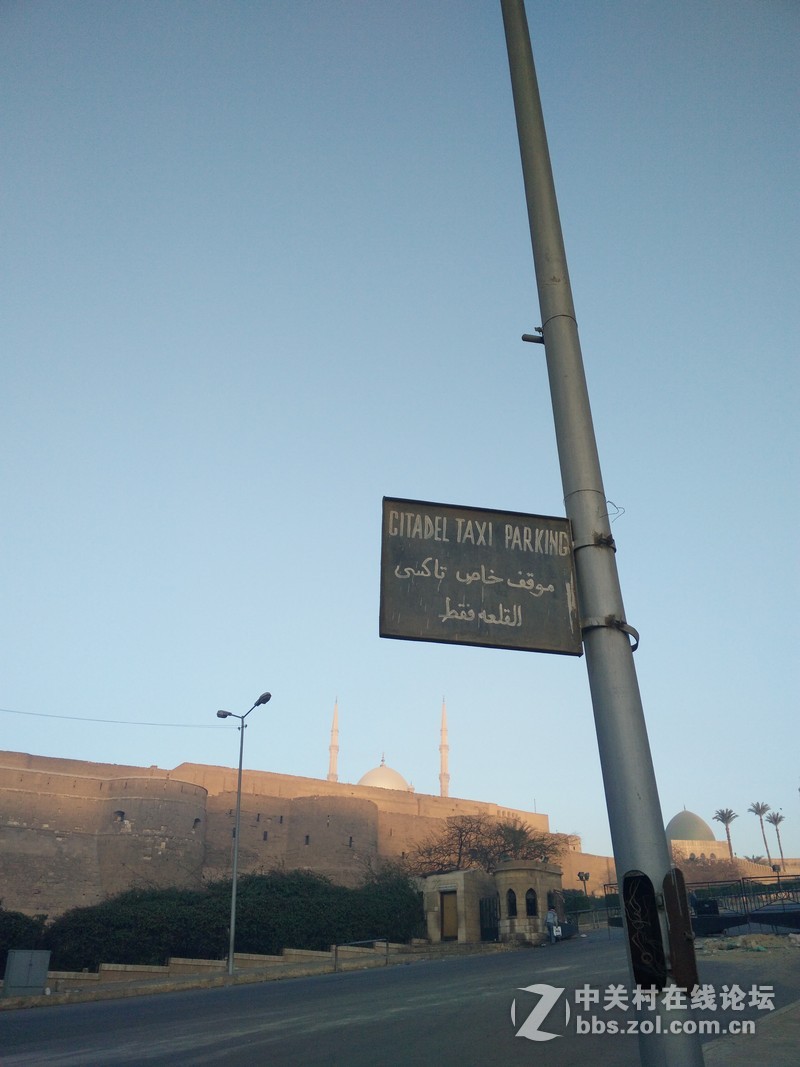 CITADEL TAXI PARKING
موقف خاص تاكسى
القلعه فقط
中关村在线论坛
bbs.zol.com.cn